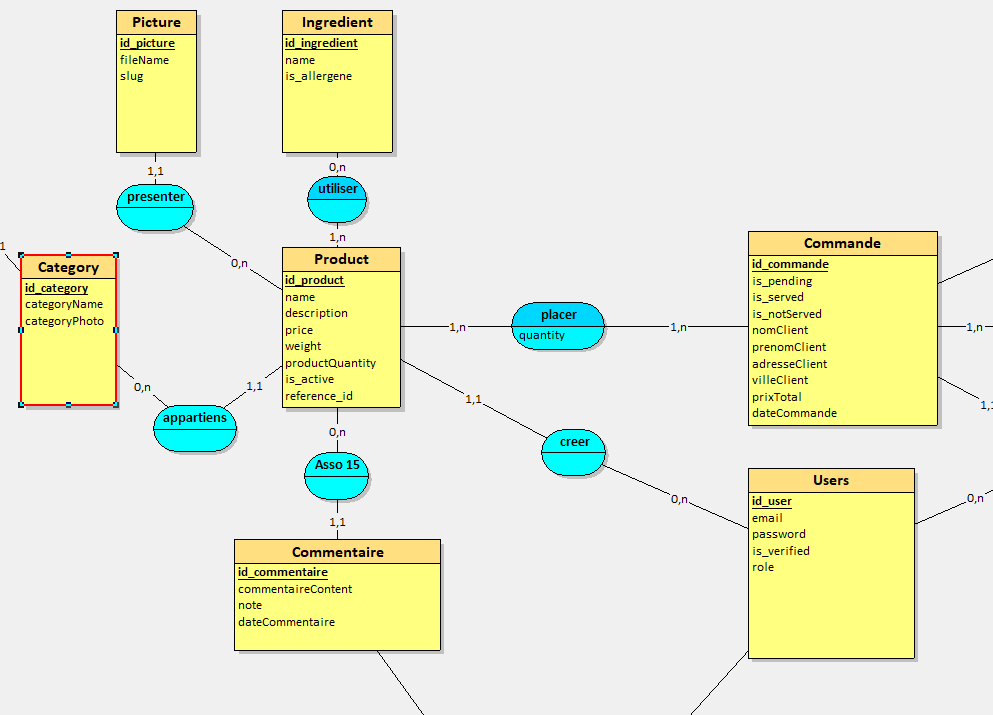 Picture
id_picture
fileName
slug
Ingredient
id_ingredient
name
is_allergene
1,1
0,n
presenter
utiliser
1,n
0,n
1
Category
id_category
categoryName
categoryPhoto
Product
id_product
name
description
price
weight
productQuantity
is_active
reference_id
Commande
id_commande
is_pending
is_served
is_notServed
nomClient
prenomClient
adresseClient
villeClient
prixTotal
dateCommande
1,n
placer
quantity
1,n
1,n
1,1
0,n
1,1
appartiens
1,1
creer
0,n
0,n
Asso 15
1,1
0,n
Users
id_user
email
password
is_verified
role
Commentaire
id_commentaire
commentaireContent
note
dateCommentaire